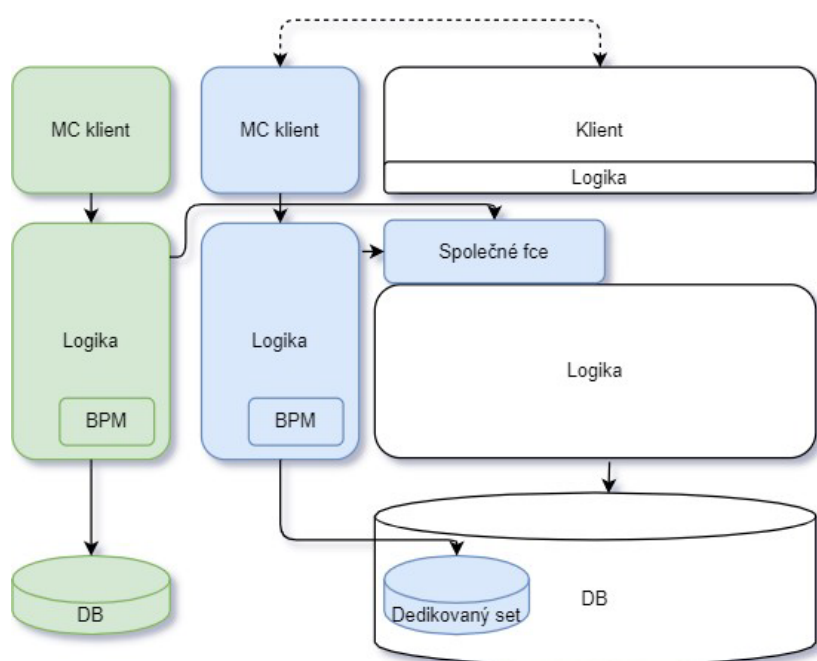 MC klient
MC klient
Klient
Logika
Společné fce
Logika
Logika
Logika
BPM
BPM
DB
Dedikovaný set
DB